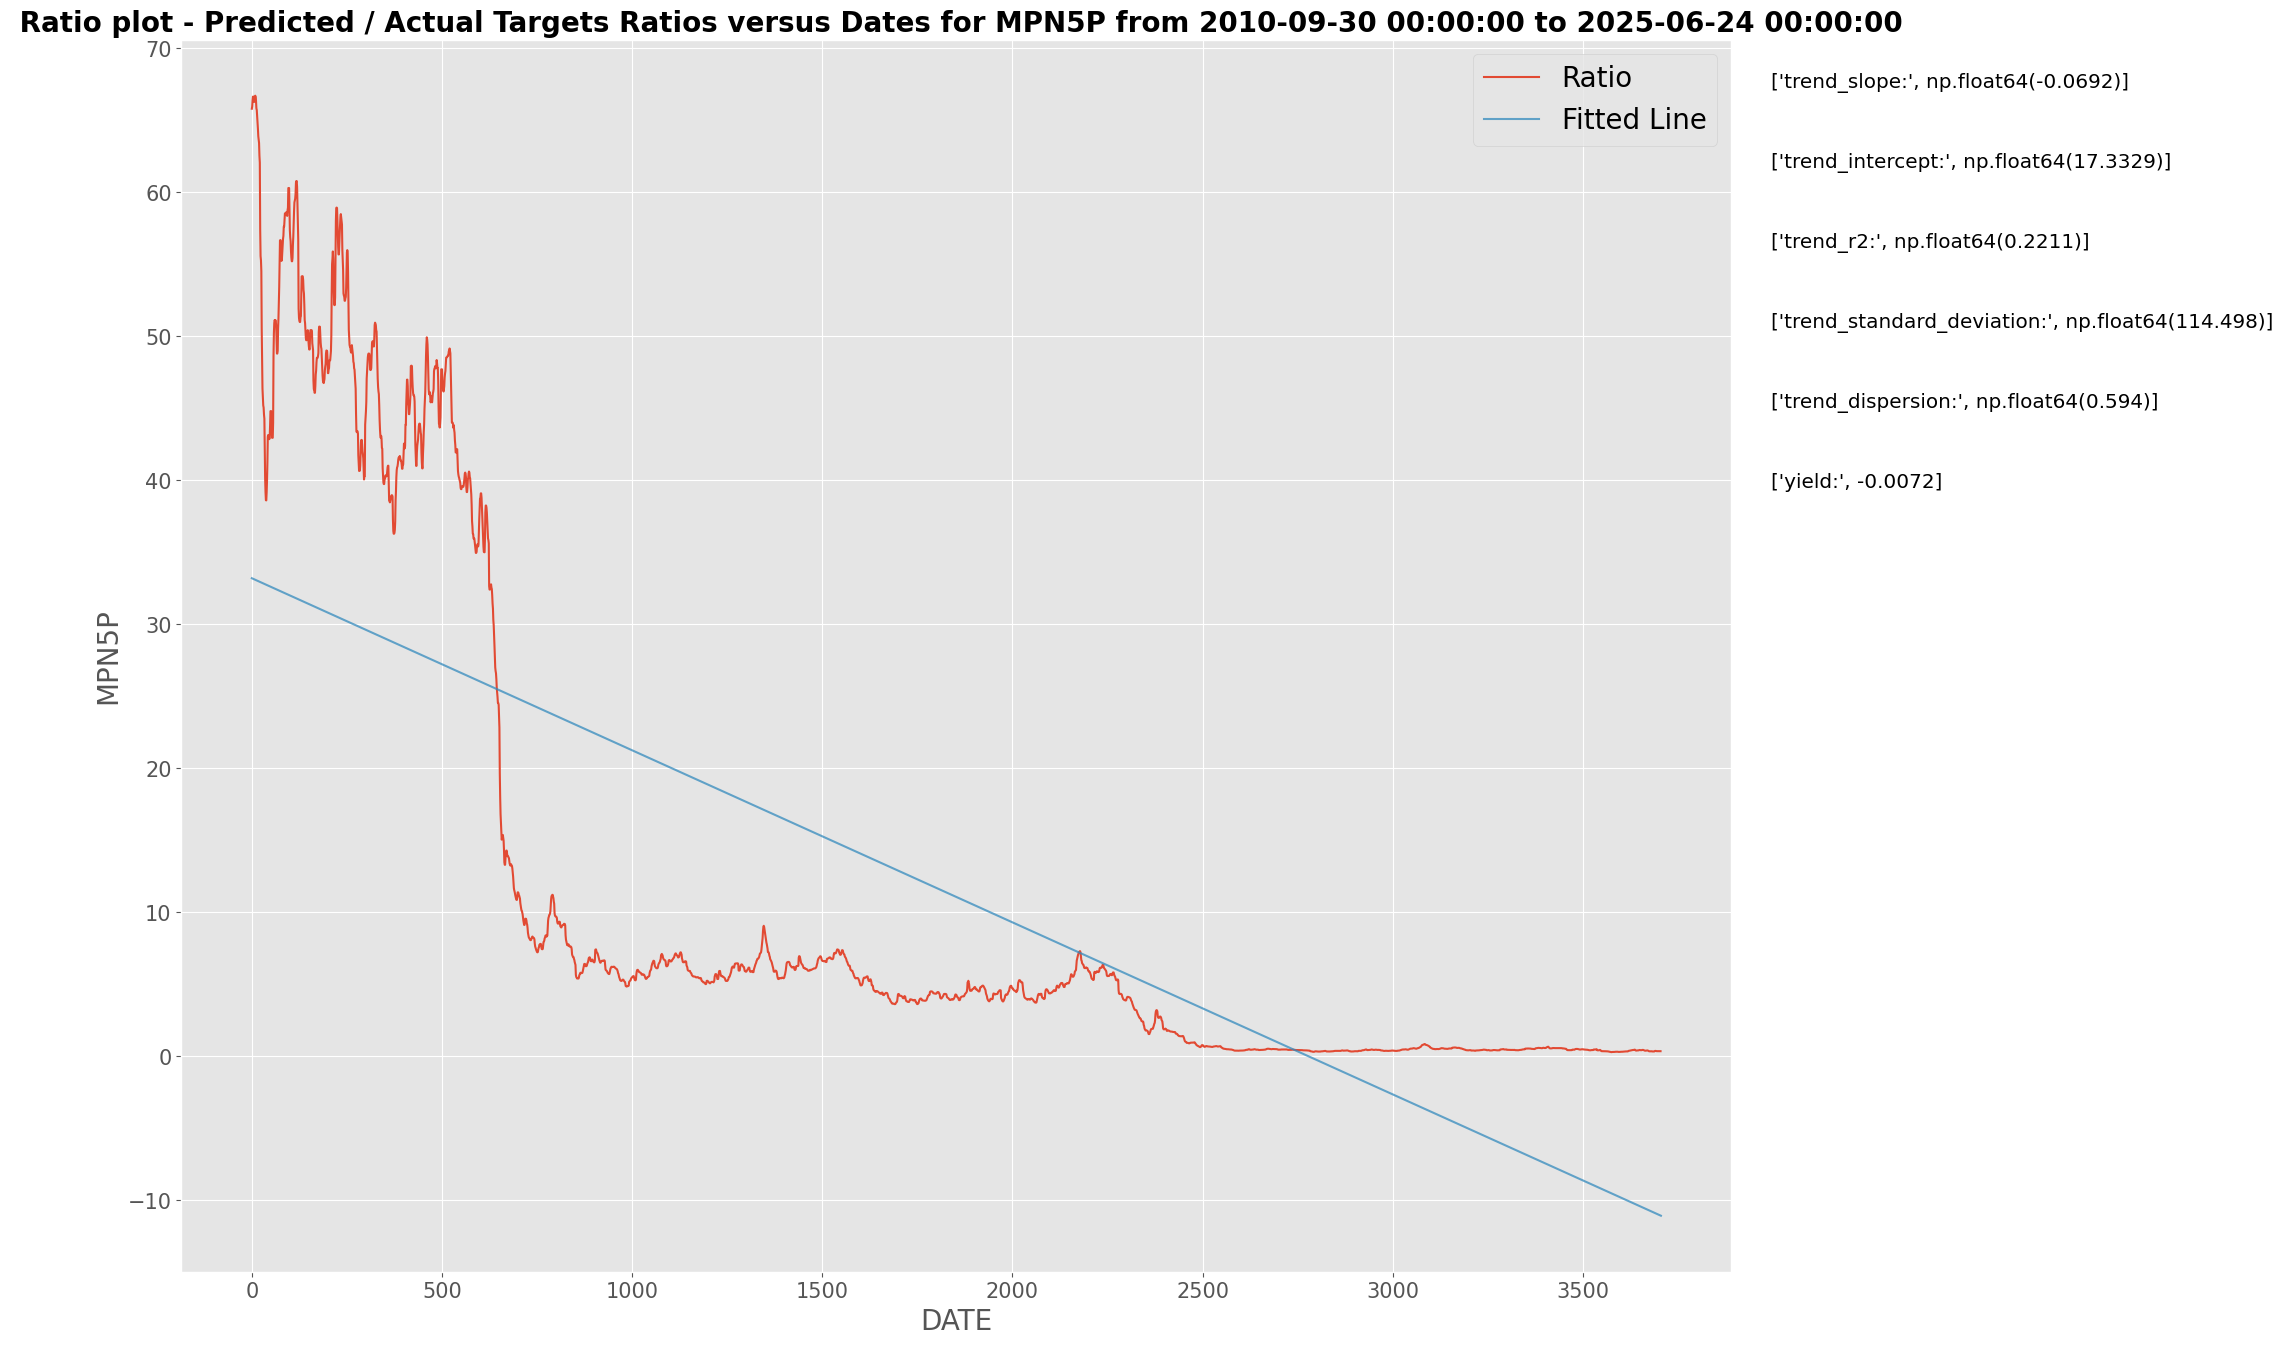 Ratio plot - Predicted / Actual Targets Ratios versus Dates for MPN5P from 2010-09-30 00:00:00 to 2025-06-24 00:00:00
70
60
50
40
30
20
10
0
−10
MPN5P
0
500
1000
1500
2000
2500
3000
3500
DATE
Ratio
Fitted Line
['trend_slope:', np.float64(-0.0692)]
['trend_intercept:', np.float64(17.3329)]
['trend_r2:', np.float64(0.2211)]
['trend_standard_deviation:', np.float64(114.498)]
['trend_dispersion:', np.float64(0.594)]
['yield:', -0.0072]